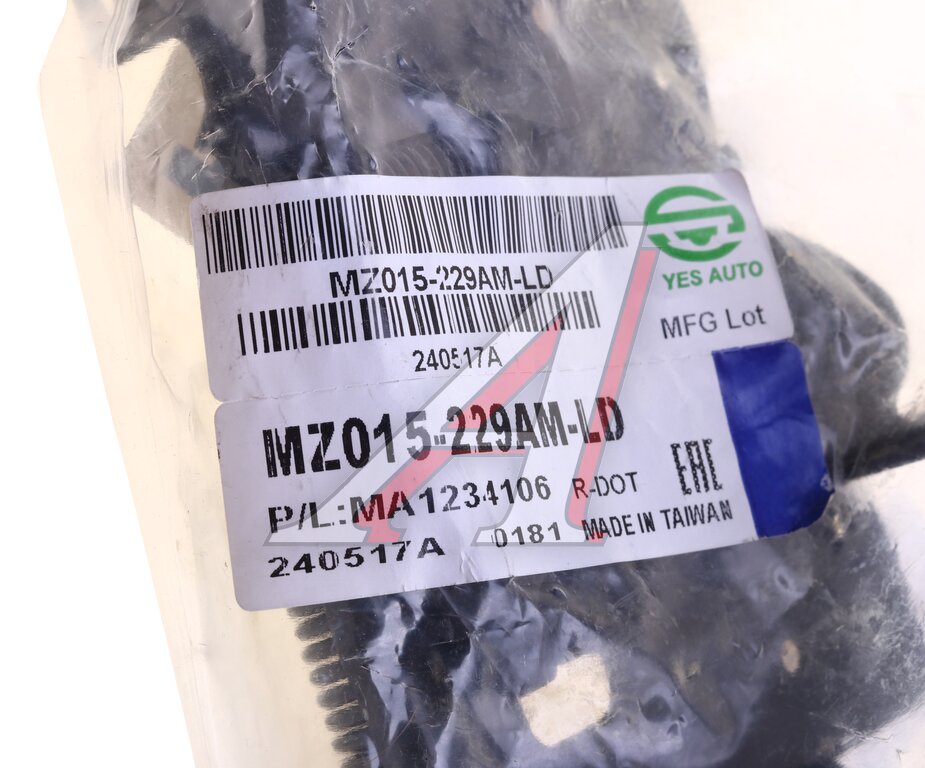 MZ015-229AM-LD
YES AUTO
240517A
MFG Lot
MZ015-229AM-LD
P/L:MA1234106 R-DOT EAC
240517A 0181 MADE IN TAIWAN